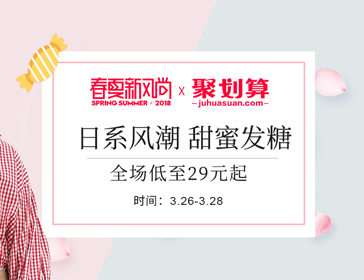 春夏新风尚 x 聚划算
SPRING SUMMER / 2018 —juhuasuan.com—
日系风潮 甜蜜发糖
全场低至29元起
时间：3.26-3.28